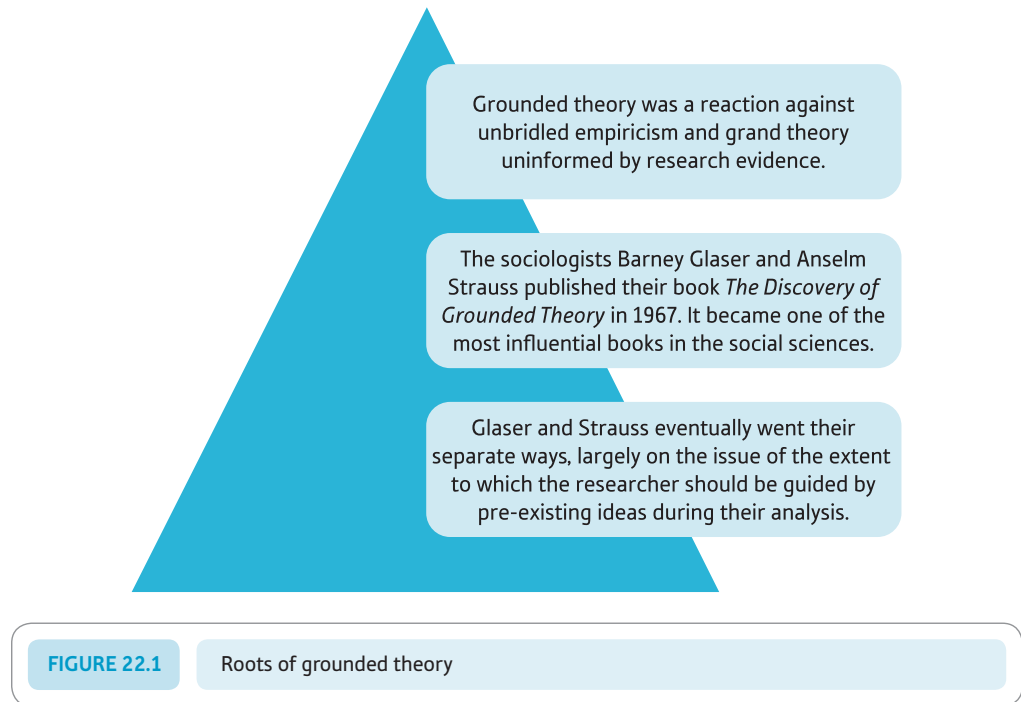 Grounded theory was a reaction against
unbridled empiricism and grand theory
uninformed by research evidence.
The sociologists Barney Glaser and Anselm
Strauss published their book The Discovery of
Grounded Theory in 1967. It became one of the
most influential books in the social sciences.
Glaser and Strauss eventually went their
separate ways, largely on the issue of the extent
to which the researcher should be guided by
pre-existing ideas during their analysis.
FIGURE 22.1 Roots of grounded theory